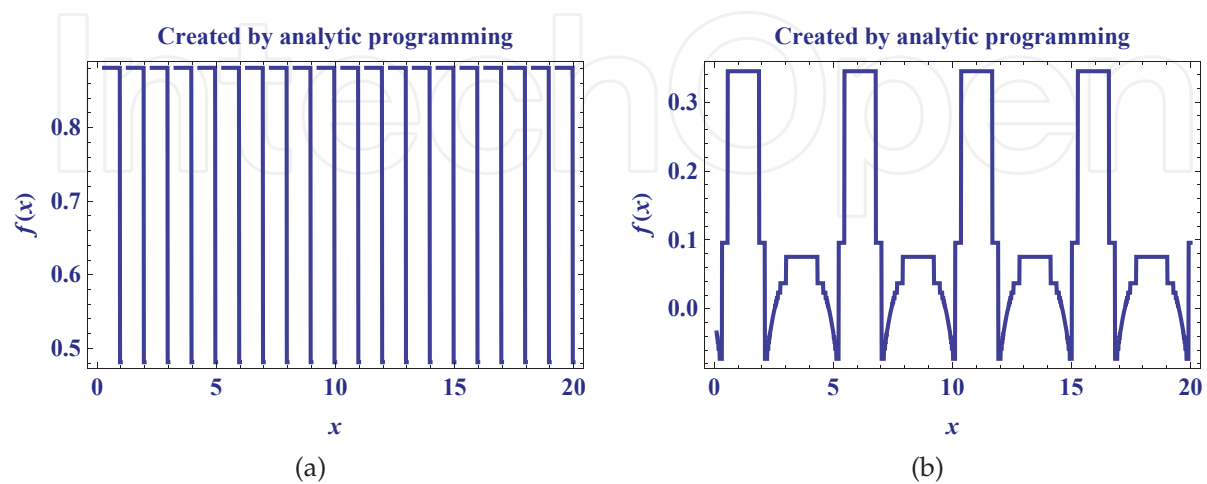 Created by analytic programming
0.8
0.7
0.6
0.5
f(x)
0 5 10 15 20
x
(a)
Created by analytic programming
0.3
0.2
0.1
0.0
f(x)
0 5 10 15 20
x
(b)
IntechOpen